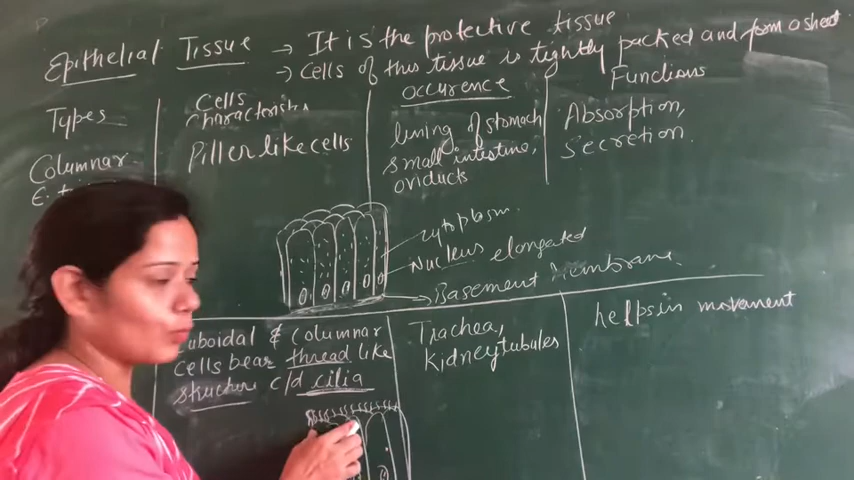 Epithelial Tissue → It is the protective tissue
→ Cells of this tissue is tightly packed and form a sheet
Types
Cells
characteristics
occurence
Functions
Columnar
E.
Piller like cells
lining of stomach
small intestine,
oviducts
Absorption,
Secretion.
cytoplasm.
Nucleus elongated
Basement Membrane.
uboidal & columnar
cells bear thread like
structure c/d cilia
Trachea,
kidney tubules
helps in movement